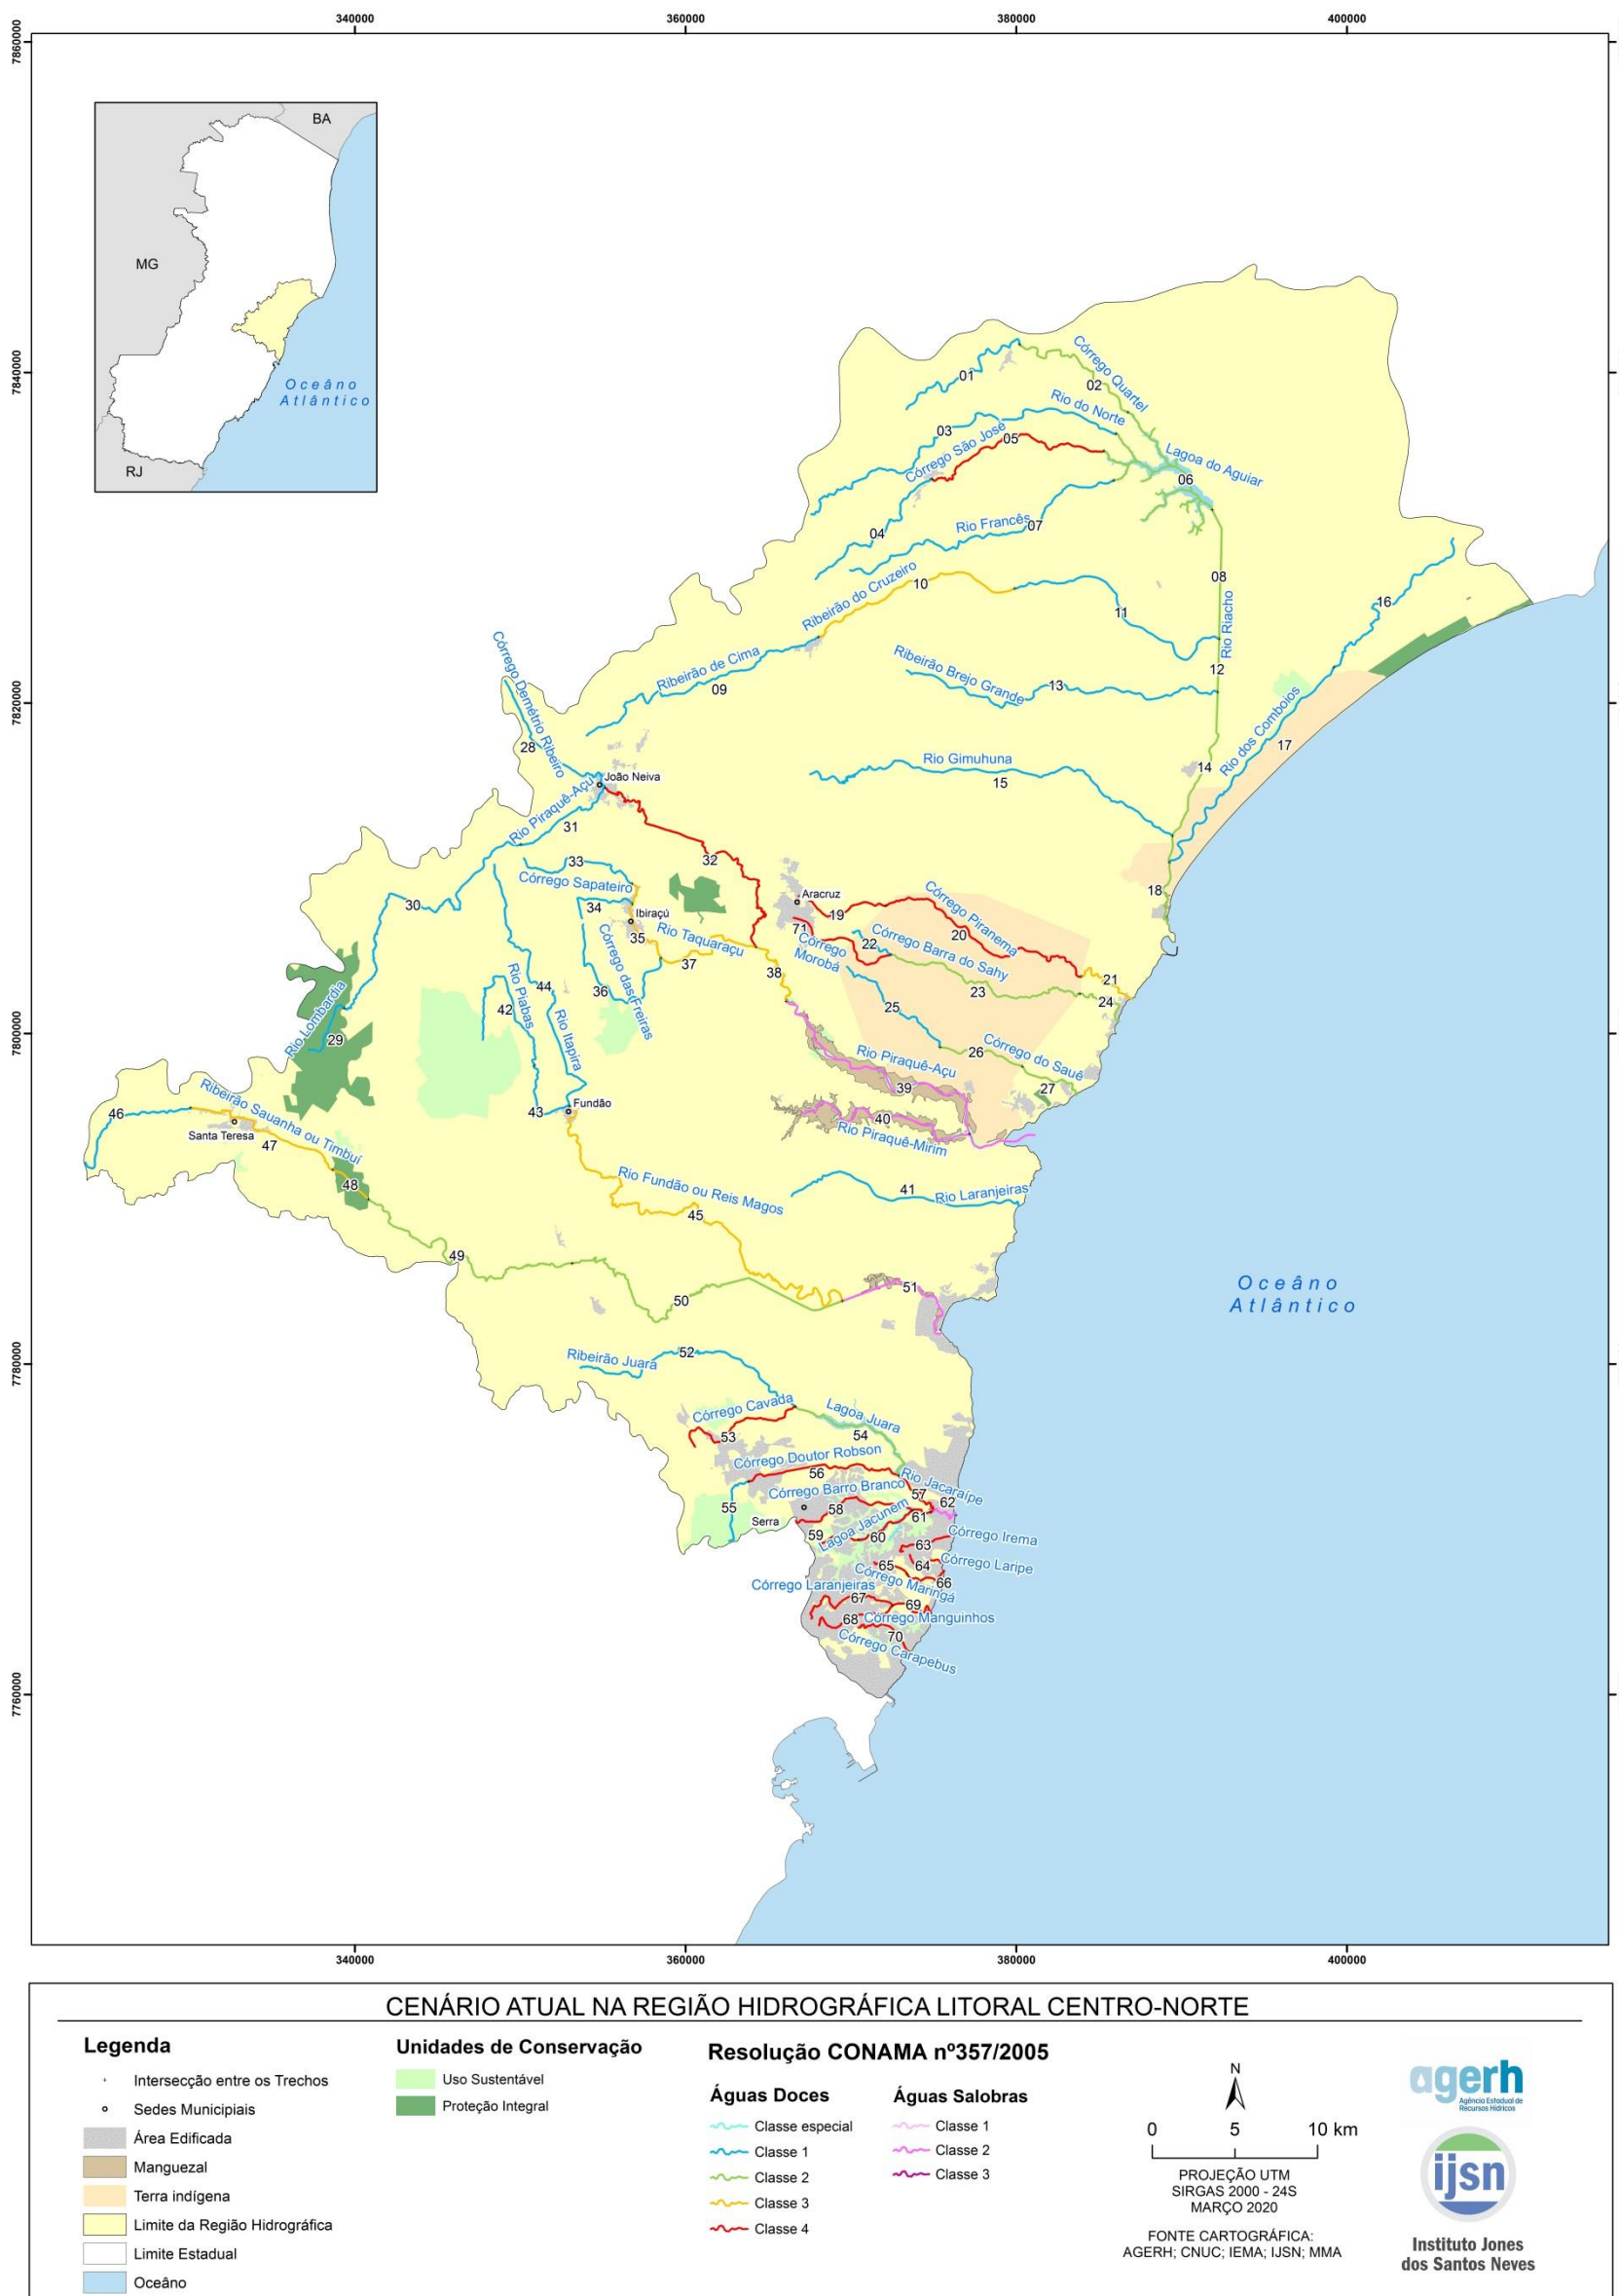 340000
360000
380000
400000
7860000
7840000
7820000
7800000
7780000
7760000
BA
MG
Oceâno
Atlântico
RJ
01
Córrego Quartel
02
Rio do Norte
03
Córrego São José
05
Lagoa do Aguiar
06
04
Rio Francês
07
08
Ribeirão do Cruzeiro
10
11
Rio Riacho
16
Córrego Demétrio Ribeiro
Ribeirão de Cima
09
Ribeirão Brejo Grande
13
12
Rio dos Comboios
17
28
João Neiva
Rio Gimuhuna
15
14
Rio Piraquê-Açu
31
32
33
Córrego Sapateiro
30
34
Ibiraçú
35
Aracruz
19
Córrego Piranema
20
18
71
Córrego
Morobá
22
Córrego Barra do Sahy
Rio Taquaraçu
37
38
36
Córrego das Freiras
23
21
24
25
44
42
Rio Piabas
Rio Itapira
Rio Lombardia
29
26
Córrego do Sauê
27
Rio Piraquê-Açu
39
40
Rio Piraquê-Mirim
43
Fundão
46
Ribeirão Sauanha ou Timbuí
Santa Teresa
47
48
Rio Fundão ou Reis Magos
45
41
Rio Laranjeiras
49
50
51
Oceâno
Atlântico
Ribeirão Juara
52
Córrego Cavada
53
Lagoa Juara
54
Córrego Doutor Robson
56
Rio Jacaraípe
Córrego Barro Branco
57
62
55
58
Serra
59
Lagoa Jacunem
60
61
Córrego Irema
63
65
64
Córrego Laripe
66
Córrego Maringá
Córrego Laranjeiras
67
69
68
Córrego Manguinhos
70
Córrego Carapebus
340000
360000
380000
400000
CENÁRIO ATUAL NA REGIÃO HIDROGRÁFICA LITORAL CENTRO-NORTE
Legenda
Intersecção entre os Trechos
Sedes Municipiais
Área Edificada
Manguezal
Terra indígena
Limite da Região Hidrográfica
Limite Estadual
Oceâno
Unidades de Conservação
Uso Sustentável
Proteção Integral
Resolução CONAMA nº357/2005
Águas Doces
Classe especial
Classe 1
Classe 2
Classe 3
Classe 4
Águas Salobras
Classe 1
Classe 2
Classe 3
N
0 5 10 km
PROJEÇÃO UTM
SIRGAS 2000 - 24S
MARÇO 2020
FONTE CARTOGRÁFICA:
AGERH; CNUC; IEMA; IJSN; MMA
agerh
Agência Estadual de
Recursos Hídricos
ijsn
Instituto Jones
dos Santos Neves